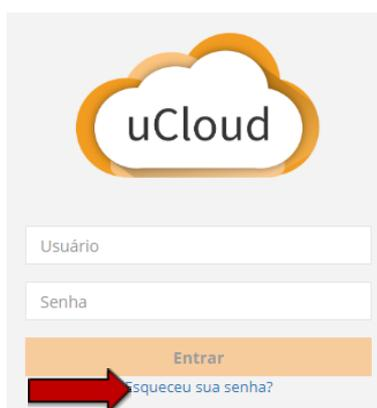 uCloud
Usuário
Senha
Entrar
Esqueceu sua senha?